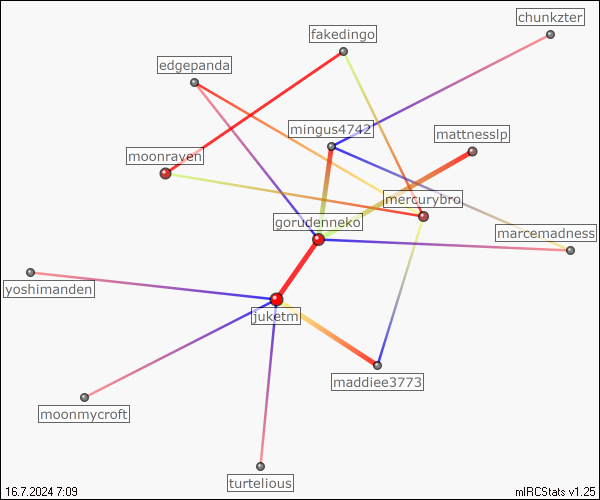 chunkzter
fakedingo
edgepanda
mingus4742
mattnesslp
moonraven
mercurybro
gorudenneko
marcemadness
yoshimanden
juketm
maddiee3773
moonmycroft
turtelious
16.7.2024 7:09
mIRCStats v1.25